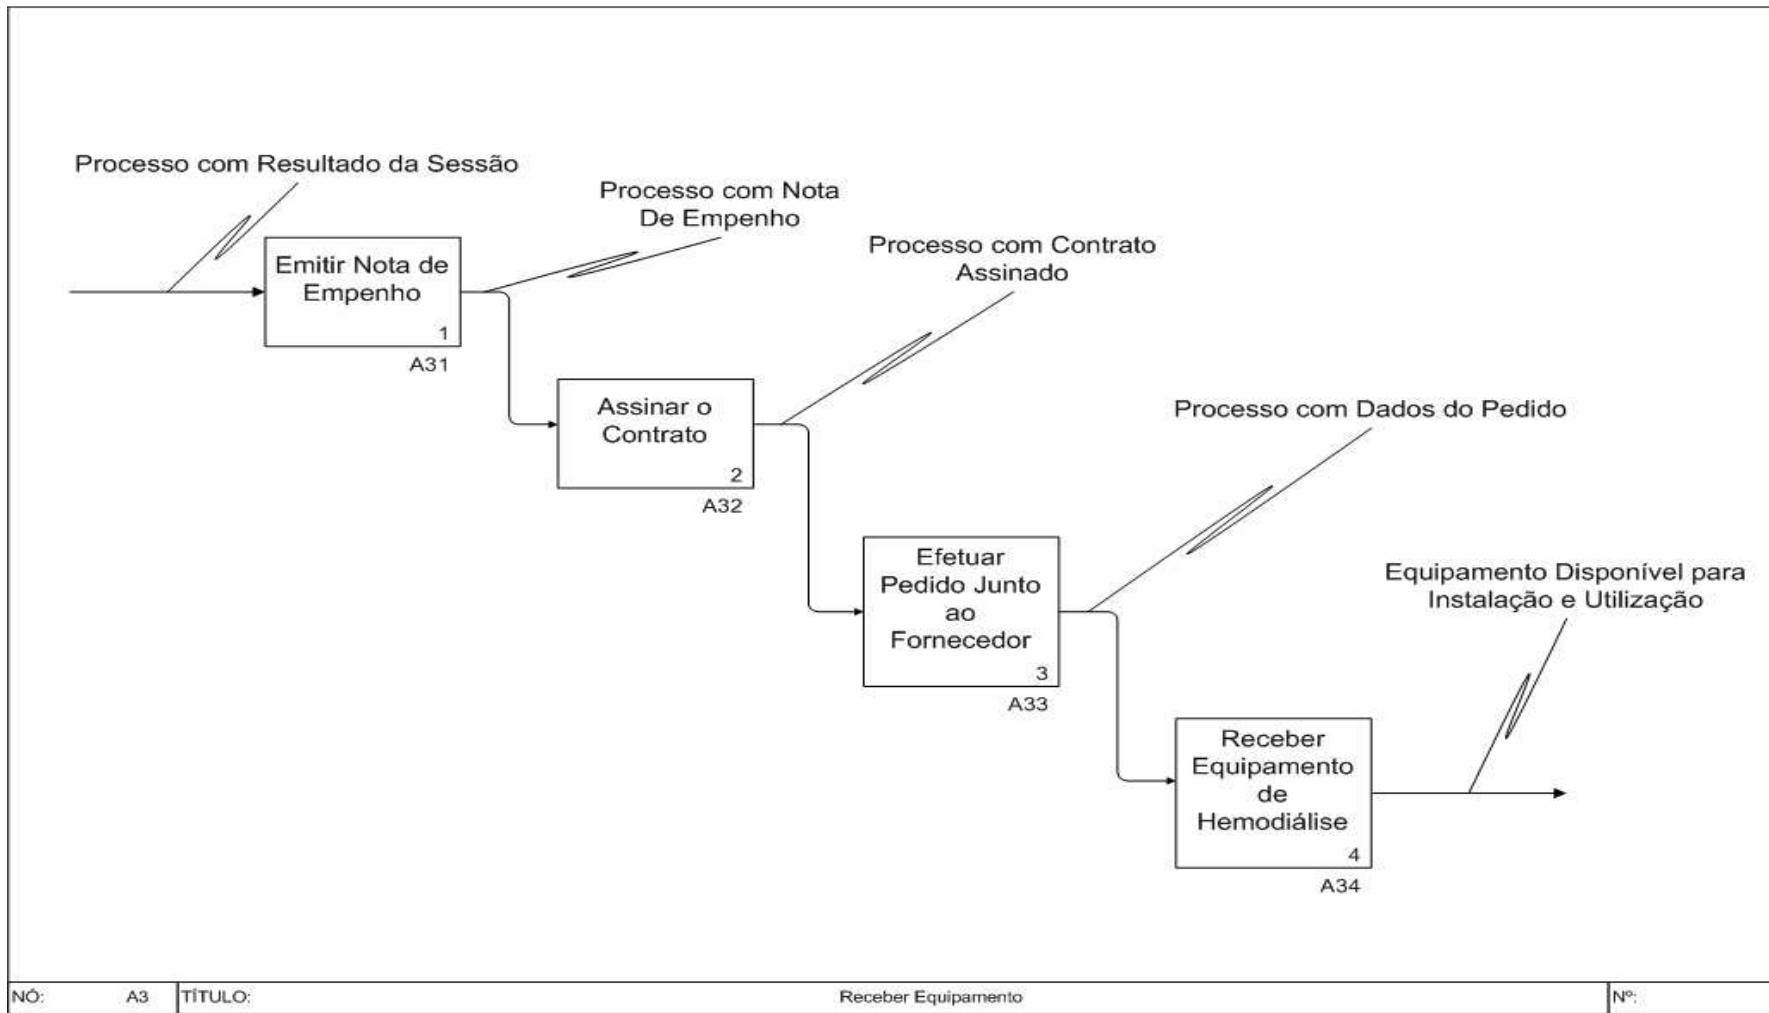 Processo com Resultado da Sessão
Processo com Nota
De Empenho
Emitir Nota de
Empenho
1
A31
Processo com Contrato
Assinado
Assinar o
Contrato
2
A32
Processo com Dados do Pedido
Efetuar
Pedido Junto
ao
Fornecedor
3
A33
Equipamento Disponível para
Instalação e Utilização
Receber
Equipamento
de
Hemodiálise
4
A34
NÓ: A3 TÍTULO: Receber Equipamento Nº: